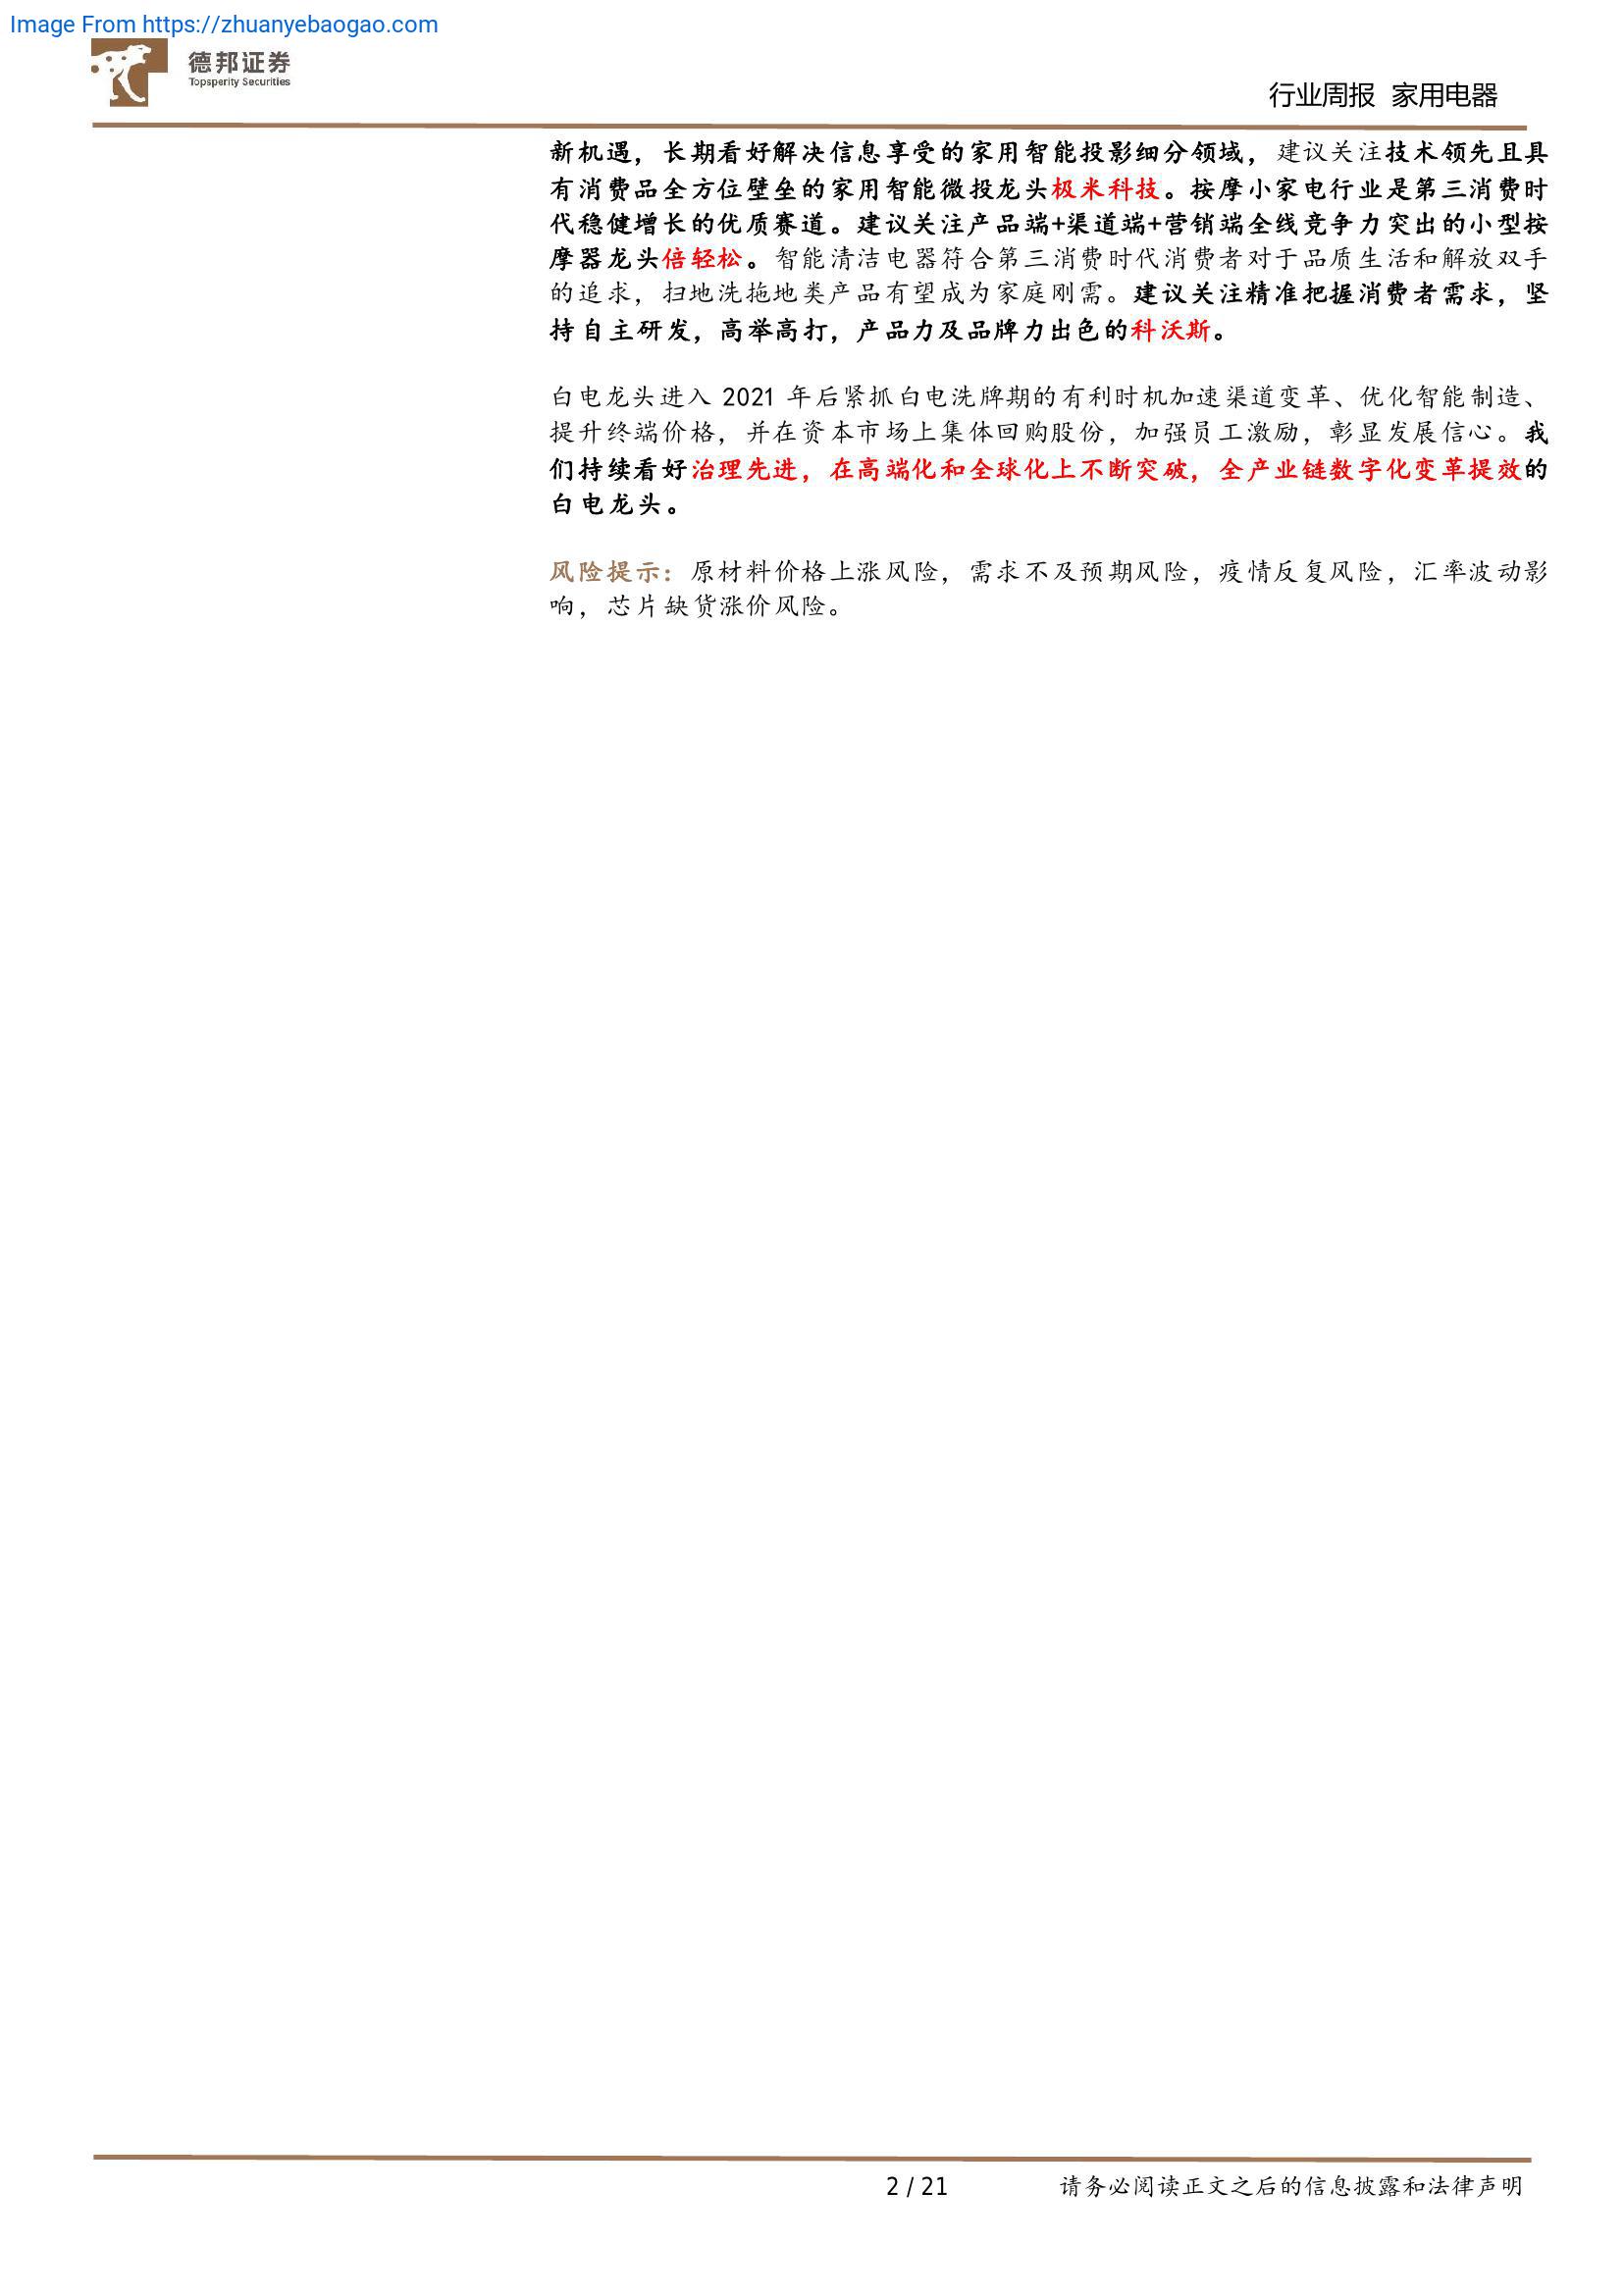 Image From https://zhuanyebaogao.com
德邦证券
Topsperity Securities
行业周报 家用电器
新机遇，长期看好解决信息享受的家用智能投影细分领域，建议关注技术领先且具
有消费品全方位壁垒的家用智能微投龙头极米科技。按摩小家电行业是第三消费时
代稳健增长的优质赛道。建议关注产品端+渠道端+营销端全线竞争力突出的小型按
摩器龙头倍轻松。智能清洁电器符合第三消费时代消费者对于品质生活和解放双手
的追求，扫地洗拖地类产品有望成为家庭刚需。建议关注精准把握消费者需求，坚
持自主研发，高举高打，产品力及品牌力出色的科沃斯。
白电龙头进入 2021 年后紧抓白电洗牌期的有利时机加速渠道变革、优化智能制造、
提升终端价格，并在资本市场上集体回购股份，加强员工激励，彰显发展信心。我
们持续看好治理先进，在高端化和全球化上不断突破，全产业链数字化变革提效的
白电龙头。
风险提示：原材料价格上涨风险，需求不及预期风险，疫情反复风险，汇率波动影
响，芯片缺货涨价风险。
2 / 21 请务必阅读正文之后的信息披露和法律声明